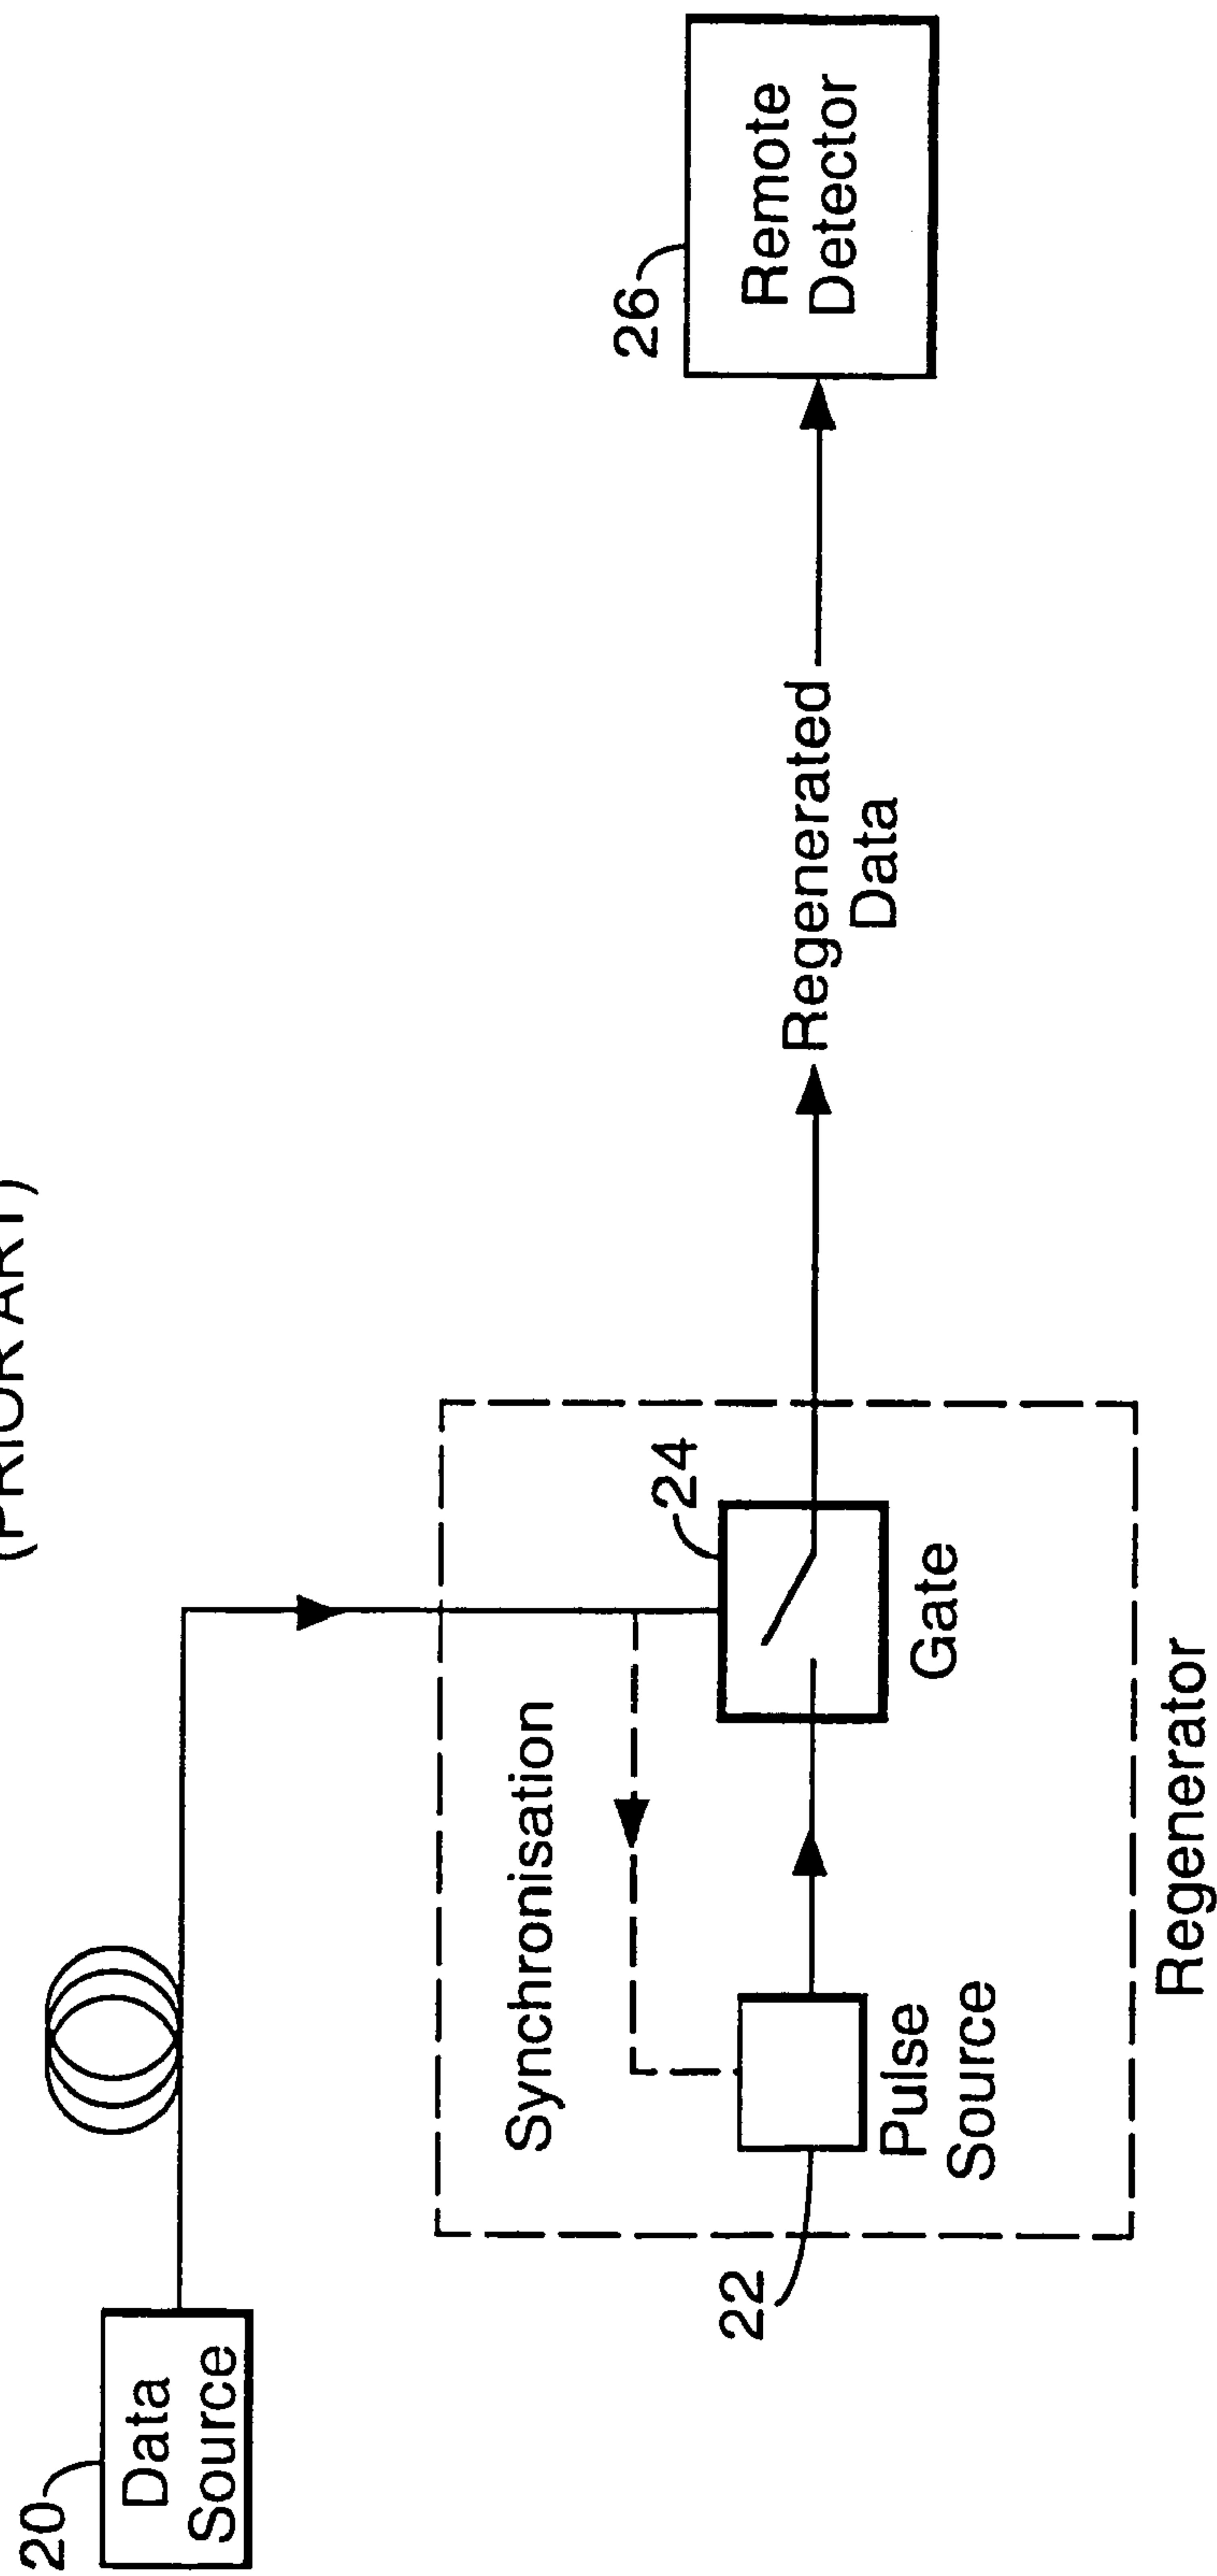 (PRIOR ART)
20
Data
Source
Synchronisation
24
Gate
22
Pulse
Source
Regenerator
Regenerated
Data
26
Remote
Detector